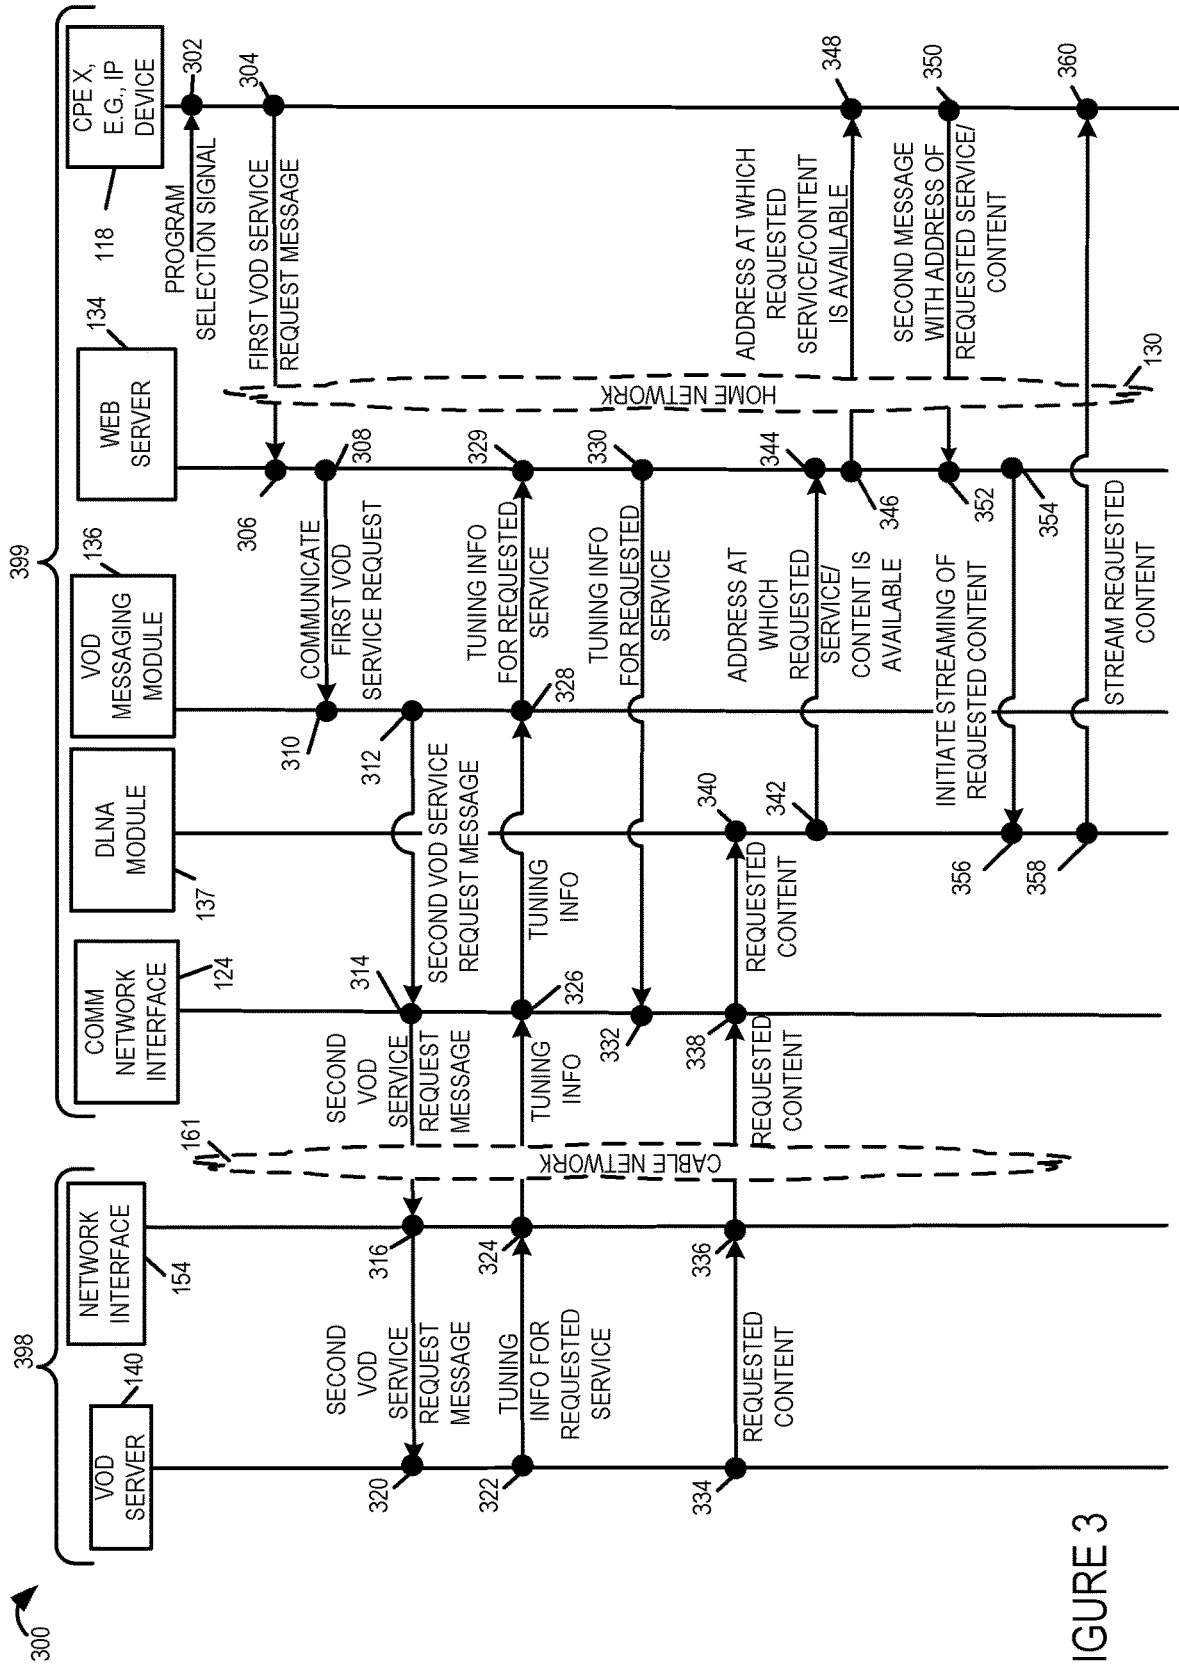 300
398
399
VOD
SERVER
140
NETWORK
INTERFACE
154
161
COMM
NETWORK
INTERFACE
124
DLNA
MODULE
137
VOD
MESSAGING
MODULE
136
WEB
SERVER
134
CPE X,
E.G., IP
DEVICE
118
PROGRAM
SELECTION SIGNAL
302
304
FIRST VOD SERVICE
REQUEST MESSAGE
306
308
COMMUNICATE
FIRST VOD
SERVICE REQUEST
310
312
SECOND VOD SERVICE
REQUEST MESSAGE
314
SECOND
VOD
SERVICE
REQUEST
MESSAGE
316
SECOND
VOD
SERVICE
REQUEST
MESSAGE
320
322
TUNING
INFO FOR
REQUESTED
SERVICE
324
TUNING
INFO
326
TUNING
INFO
328
TUNING INFO
FOR REQUESTED
SERVICE
329
330
TUNING INFO
FOR REQUESTED
SERVICE
332
334
REQUESTED
CONTENT
336
REQUESTED
CONTENT
338
REQUESTED
CONTENT
340
342
ADDRESS AT
WHICH
REQUESTED
SERVICE/
CONTENT IS
AVAILABLE
344
346
ADDRESS AT WHICH
REQUESTED
SERVICE/CONTENT
IS AVAILABLE
348
350
SECOND MESSAGE
WITH ADDRESS OF
REQUESTED SERVICE/
CONTENT
352
354
INITIATE STREAMING OF
REQUESTED CONTENT
356
358
STREAM REQUESTED
CONTENT
360
CABLE NETWORK
HOME NETWORK
130
IGURE 3